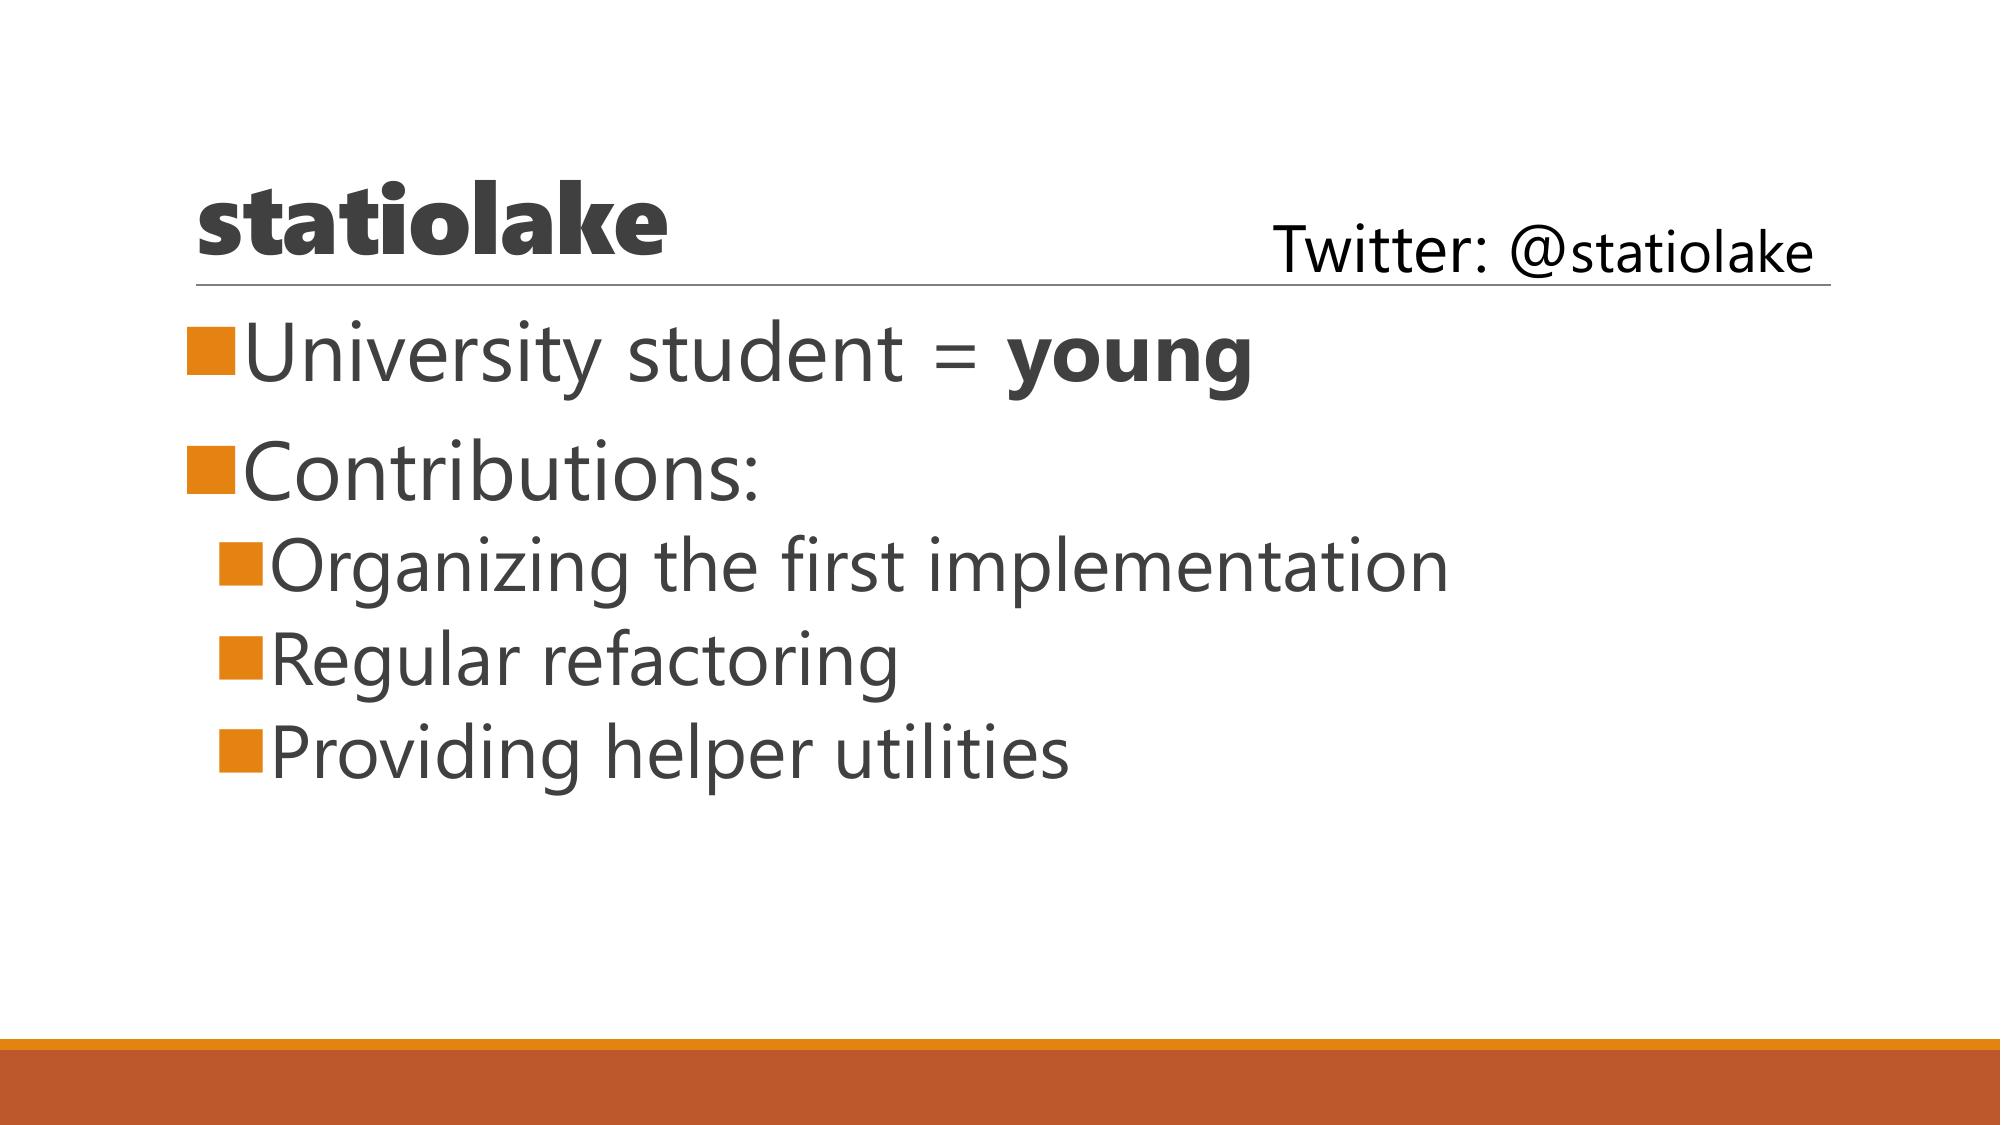 statiolake
Twitter: @statiolake
■University student = young
■Contributions:
■Organizing the first implementation
■Regular refactoring
■Providing helper utilities